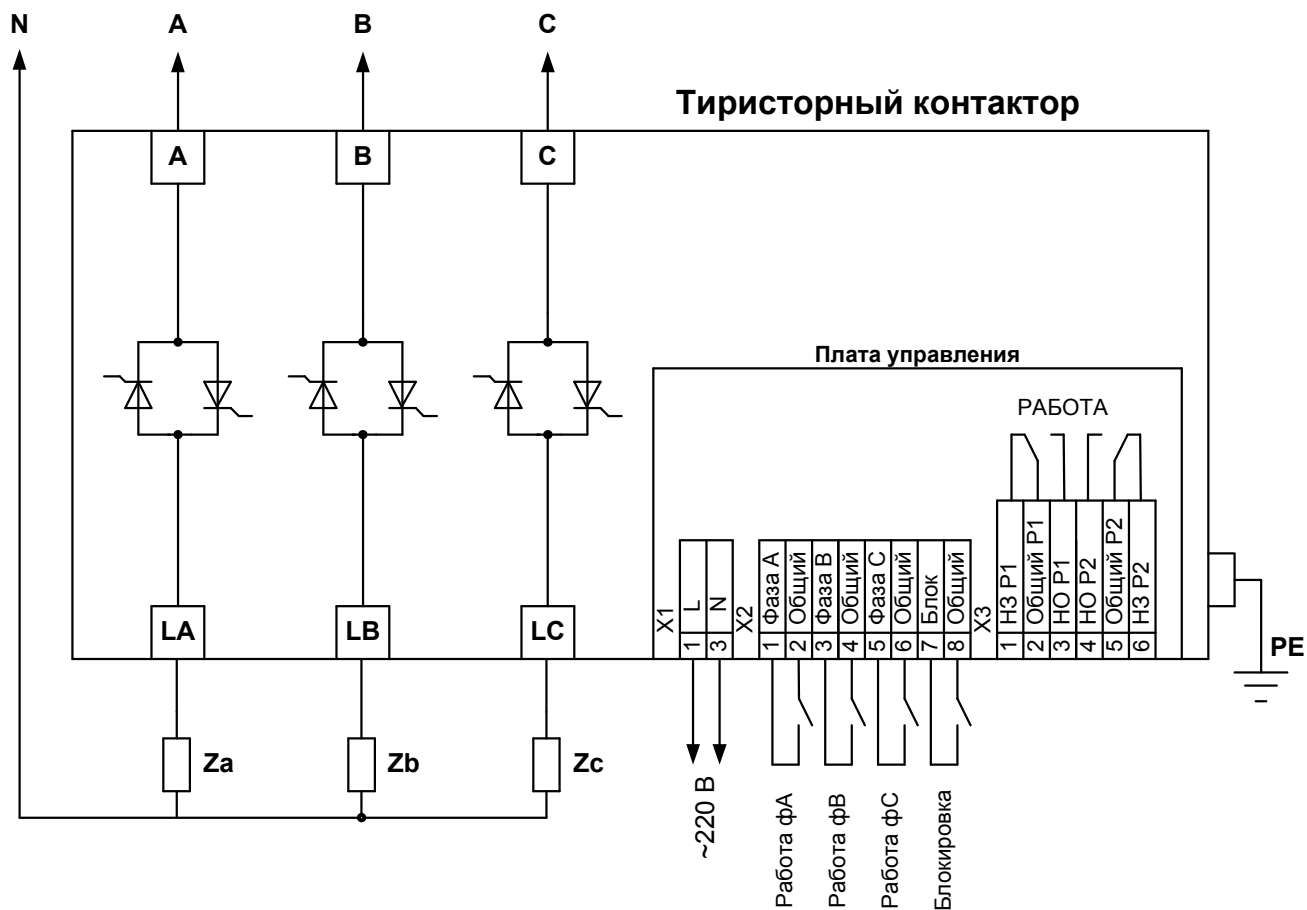 N
A
B
C
Тиристорный контактор
A
B
C
Плата управления
РАБОТА
X1
L
N
1
3
X2
Фаза А
Общий
Фаза В
Общий
Фаза С
Общий
Блок
Общий
1
2
3
4
5
6
7
8
X3
НЗ Р1
Общий Р1
НО Р1
НО Р2
Общий Р2
НЗ Р2
1
2
3
4
5
6
LA
LB
LC
PE
Za
Zb
Zc
~220 В
Работа фА
Работа фВ
Работа фС
Блокировка